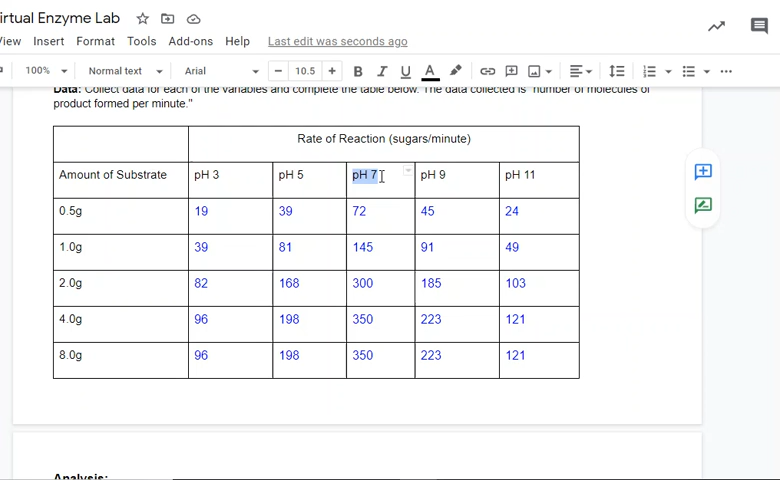 irtual Enzyme Lab
View Insert Format Tools Add-ons Help Last edit was seconds ago
100% Normal text Arial − 10.5 + B I U A
Data: Collect data for each of the variables and complete the table below. The data collected is "number of molecules of
product formed per minute."
Rate of Reaction (sugars/minute)
Amount of Substrate pH 3 pH 5 pH 7 pH 9 pH 11
0.5g 19 39 72 45 24
1.0g 39 81 145 91 49
2.0g 82 168 300 185 103
4.0g 96 198 350 223 121
8.0g 96 198 350 223 121
Analysis: